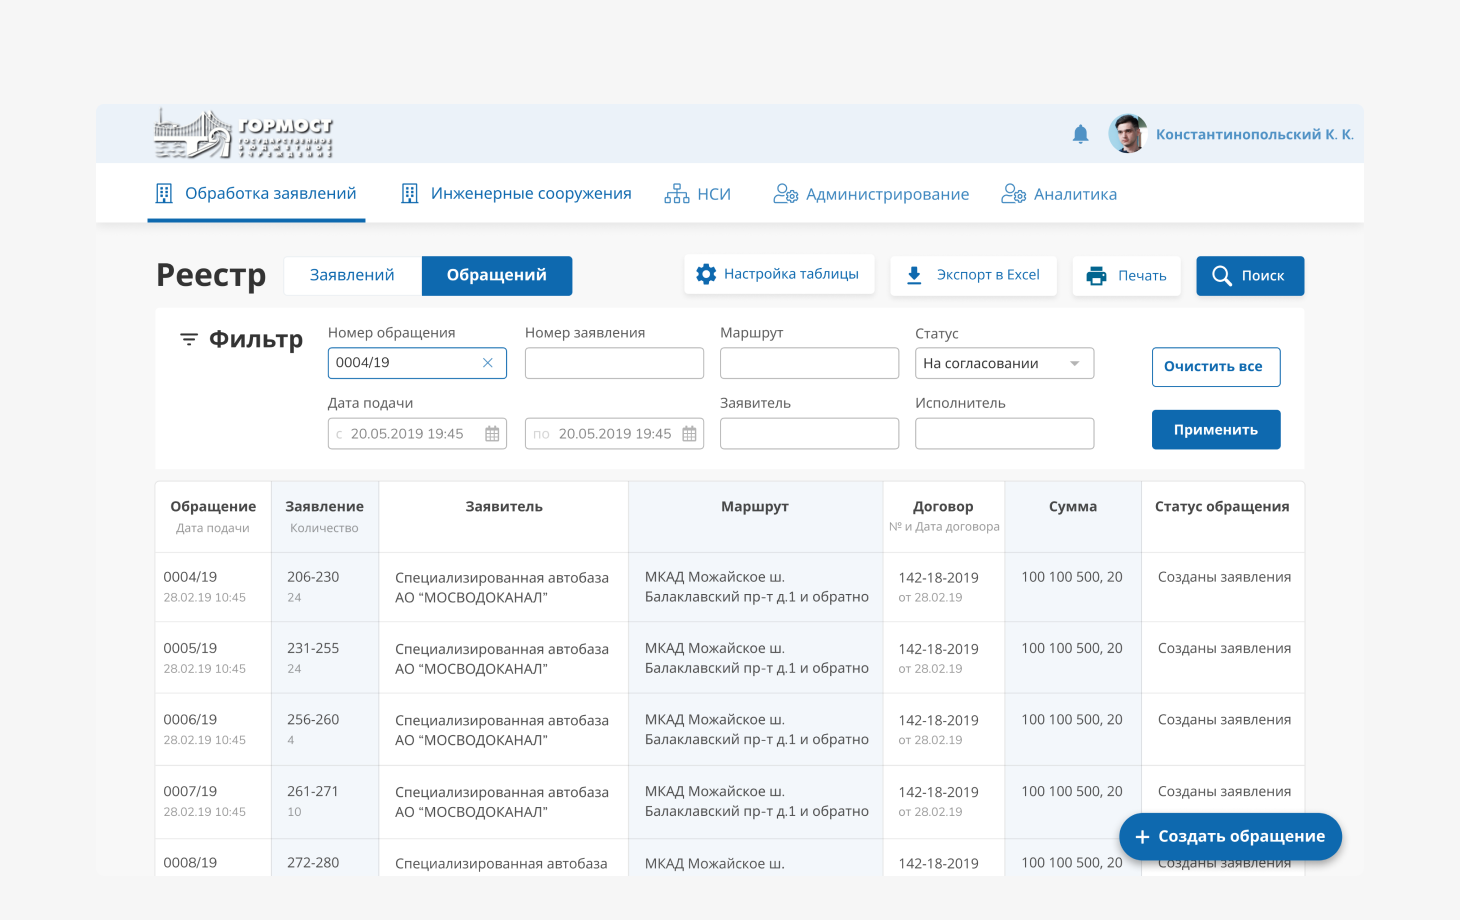 ГОРМОСТ
ГОСУДАРСТВЕННОЕ
БЮДЖЕТНОЕ
УЧРЕЖДЕНИЕ
Константинопольский К. К.
Обработка заявлений
Инженерные сооружения
НСИ
Администрирование
Аналитика
Реестр
Заявлений
Обращений
Настройка таблицы
Экспорт в Excel
Печать
Поиск
Фильтр
Номер обращения
Номер заявления
Маршрут
Статус
0004/19
На согласовании
Очистить все
Дата подачи
Заявитель
Исполнитель
с 20.05.2019 19:45
по 20.05.2019 19:45
Применить
Обращение
Дата подачи
Заявление
Количество
Заявитель
Маршрут
Договор
№ и Дата договора
Сумма
Статус обращения
0004/19
28.02.19 10:45
206-230
24
Специализированная автобаза
АО “МОСВОДОКАНАЛ”
МКАД Можайское ш.
Балаклавский пр-т д.1 и обратно
142-18-2019
от 28.02.19
100 100 500, 20
Созданы заявления
0005/19
28.02.19 10:45
231-255
24
Специализированная автобаза
АО “МОСВОДОКАНАЛ”
МКАД Можайское ш.
Балаклавский пр-т д.1 и обратно
142-18-2019
от 28.02.19
100 100 500, 20
Созданы заявления
0006/19
28.02.19 10:45
256-260
4
Специализированная автобаза
АО “МОСВОДОКАНАЛ”
МКАД Можайское ш.
Балаклавский пр-т д.1 и обратно
142-18-2019
от 28.02.19
100 100 500, 20
Созданы заявления
0007/19
28.02.19 10:45
261-271
10
Специализированная автобаза
АО “МОСВОДОКАНАЛ”
МКАД Можайское ш.
Балаклавский пр-т д.1 и обратно
142-18-2019
от 28.02.19
100 100 500, 20
Созданы заявления
+ Создать обращение
0008/19
272-280
Специализированная автобаза
МКАД Можайское ш.
142-18-2019
100 100 500, 20
Созданы заявления